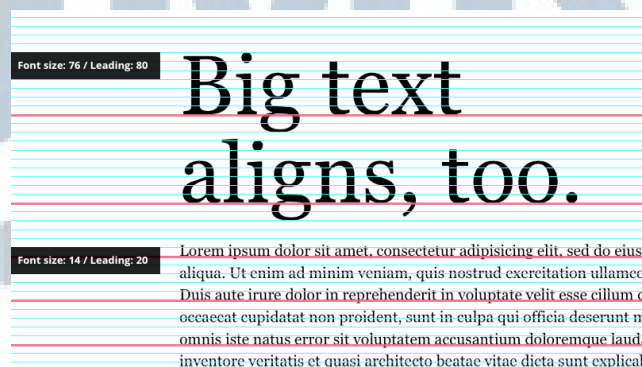 Font size: 76 / Leading: 80
Big text
aligns, too.
Font size: 14 / Leading: 20
Lorem ipsum dolor sit amet, consectetur adipisicing elit, sed do eius
aliqua. Ut enim ad minim veniam, quis nostrud exercitation ullamco
Duis aute irure dolor in reprehenderit in voluptate velit esse cillum
occaecat cupidatat non proident, sunt in culpa qui officia deserunt
omnis iste natus error sit voluptatem accusantium doloremque laud
inventore veritatis et quasi architecto beatae vitae dicta sunt explica